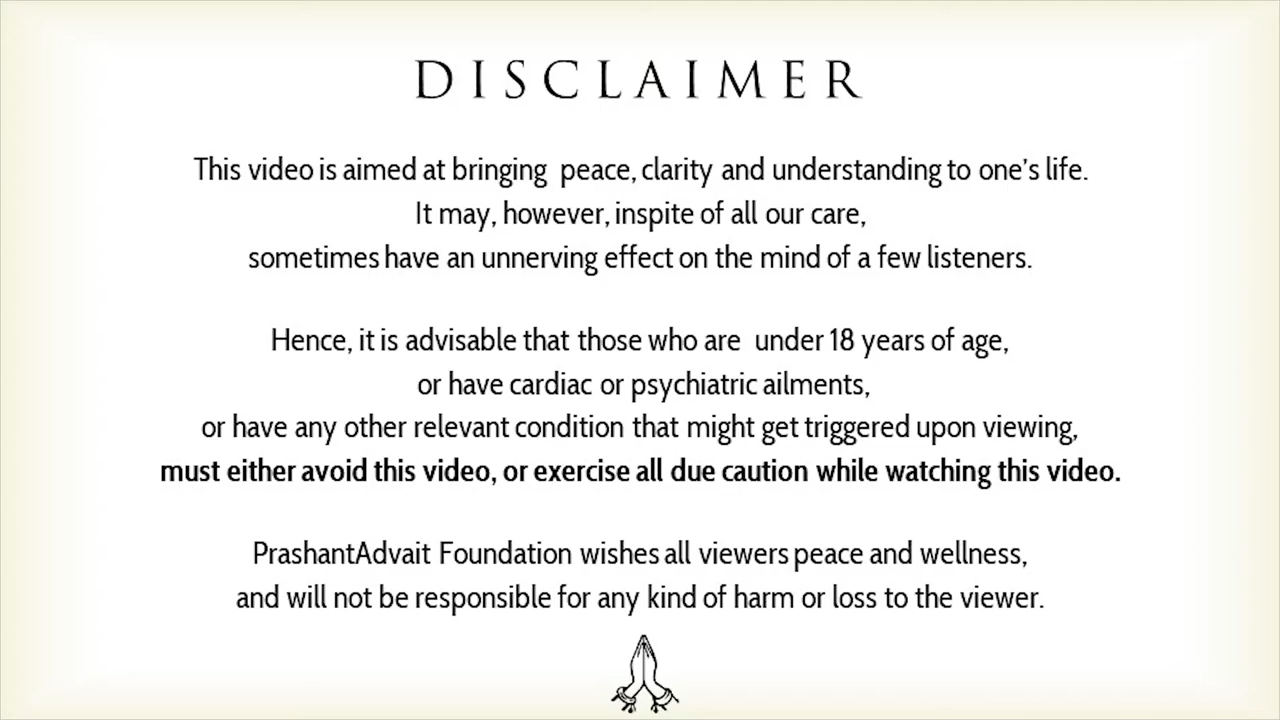 DISCLAIMER
This video is aimed at bringing peace, clarity and understanding to one's life.
It may, however, inspite of all our care,
sometimes have an unnerving effect on the mind of a few listeners.
Hence, it is advisable that those who are under 18 years of age,
or have cardiac or psychiatric ailments,
or have any other relevant condition that might get triggered upon viewing,
must either avoid this video, or exercise all due caution while watching this video.
PrashantAdvait Foundation wishes all viewers peace and wellness,
and will not be responsible for any kind of harm or loss to the viewer.